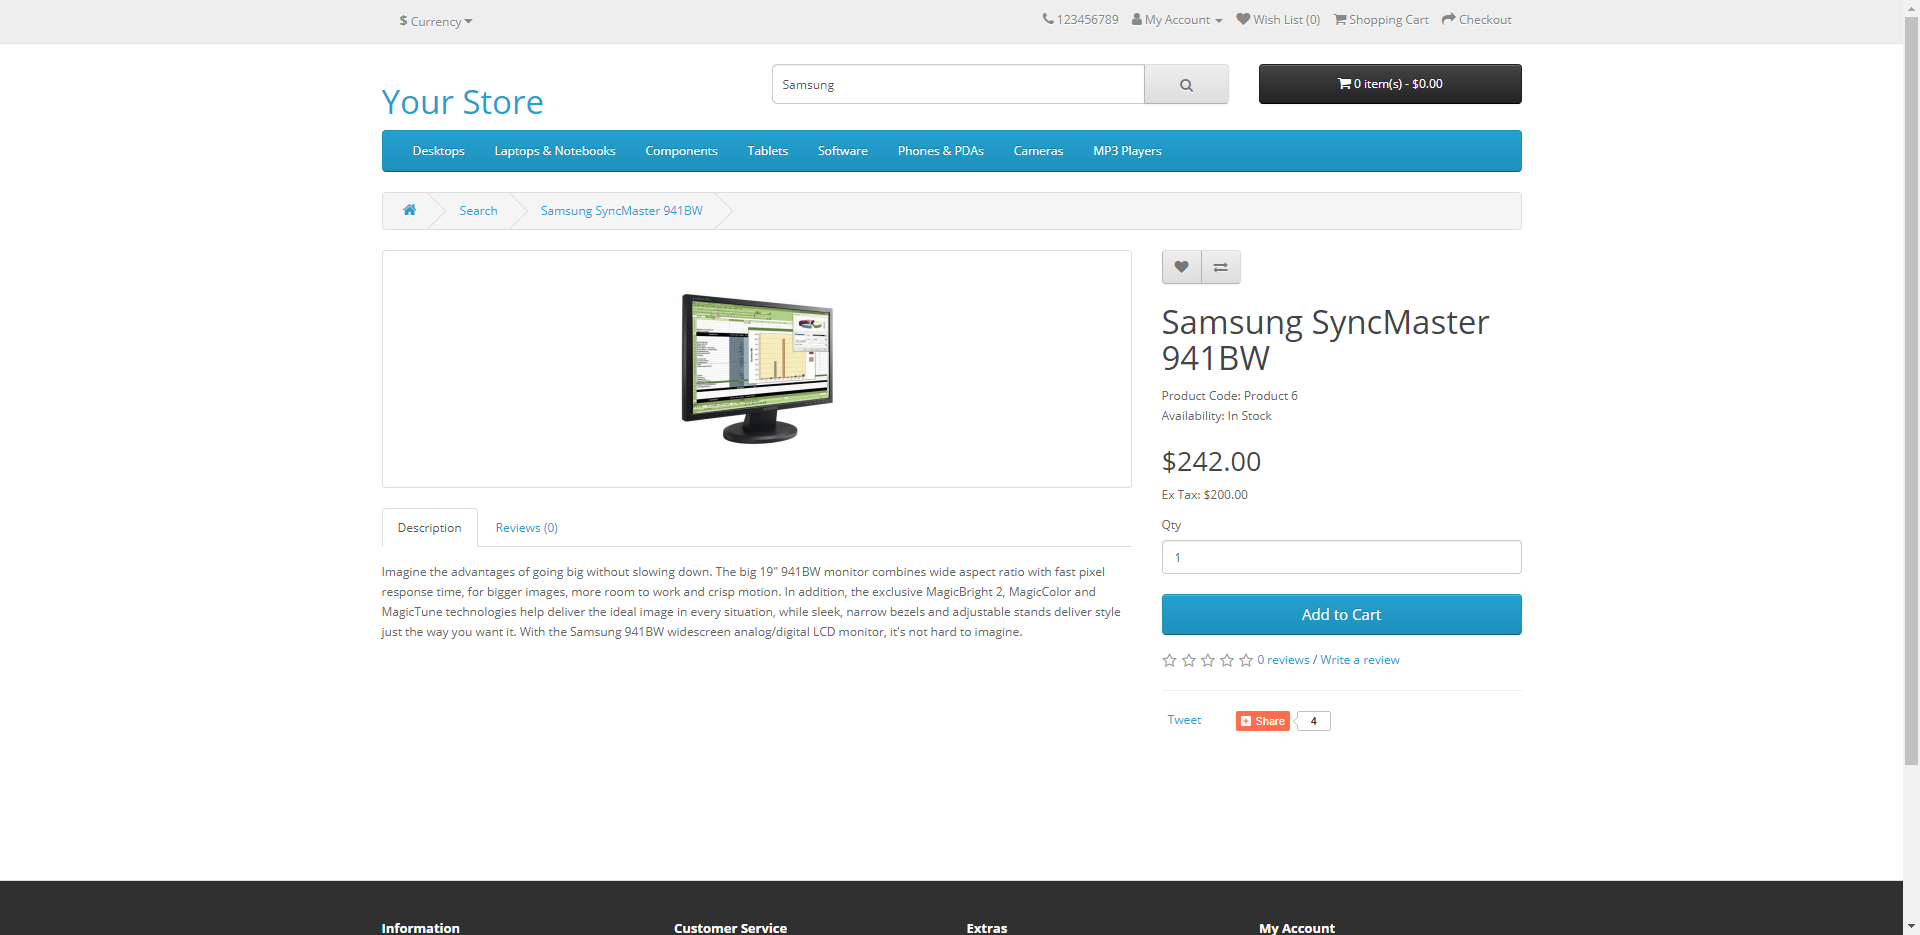 $ Currency
123456789 My Account Wish List (0) Shopping Cart Checkout
Your Store
Samsung
0 item(s) - $0.00
Desktops Laptops & Notebooks Components Tablets Software Phones & PDAs Cameras MP3 Players
Search Samsung SyncMaster 941BW
Samsung SyncMaster
941BW
Product Code: Product 6
Availability: In Stock
$242.00
Ex Tax: $200.00
Qty
1
Add to Cart
0 reviews / Write a review
Tweet Share 4
Description Reviews (0)
Imagine the advantages of going big without slowing down. The big 19" 941BW monitor combines wide aspect ratio with fast pixel
response time, for bigger images, more room to work and crisp motion. In addition, the exclusive MagicBright 2, MagicColor and
MagicTune technologies help deliver the ideal image in every situation, while sleek, narrow bezels and adjustable stands deliver style
just the way you want it. With the Samsung 941BW widescreen analog/digital LCD monitor, it's not hard to imagine.
Information Customer Service Extras My Account